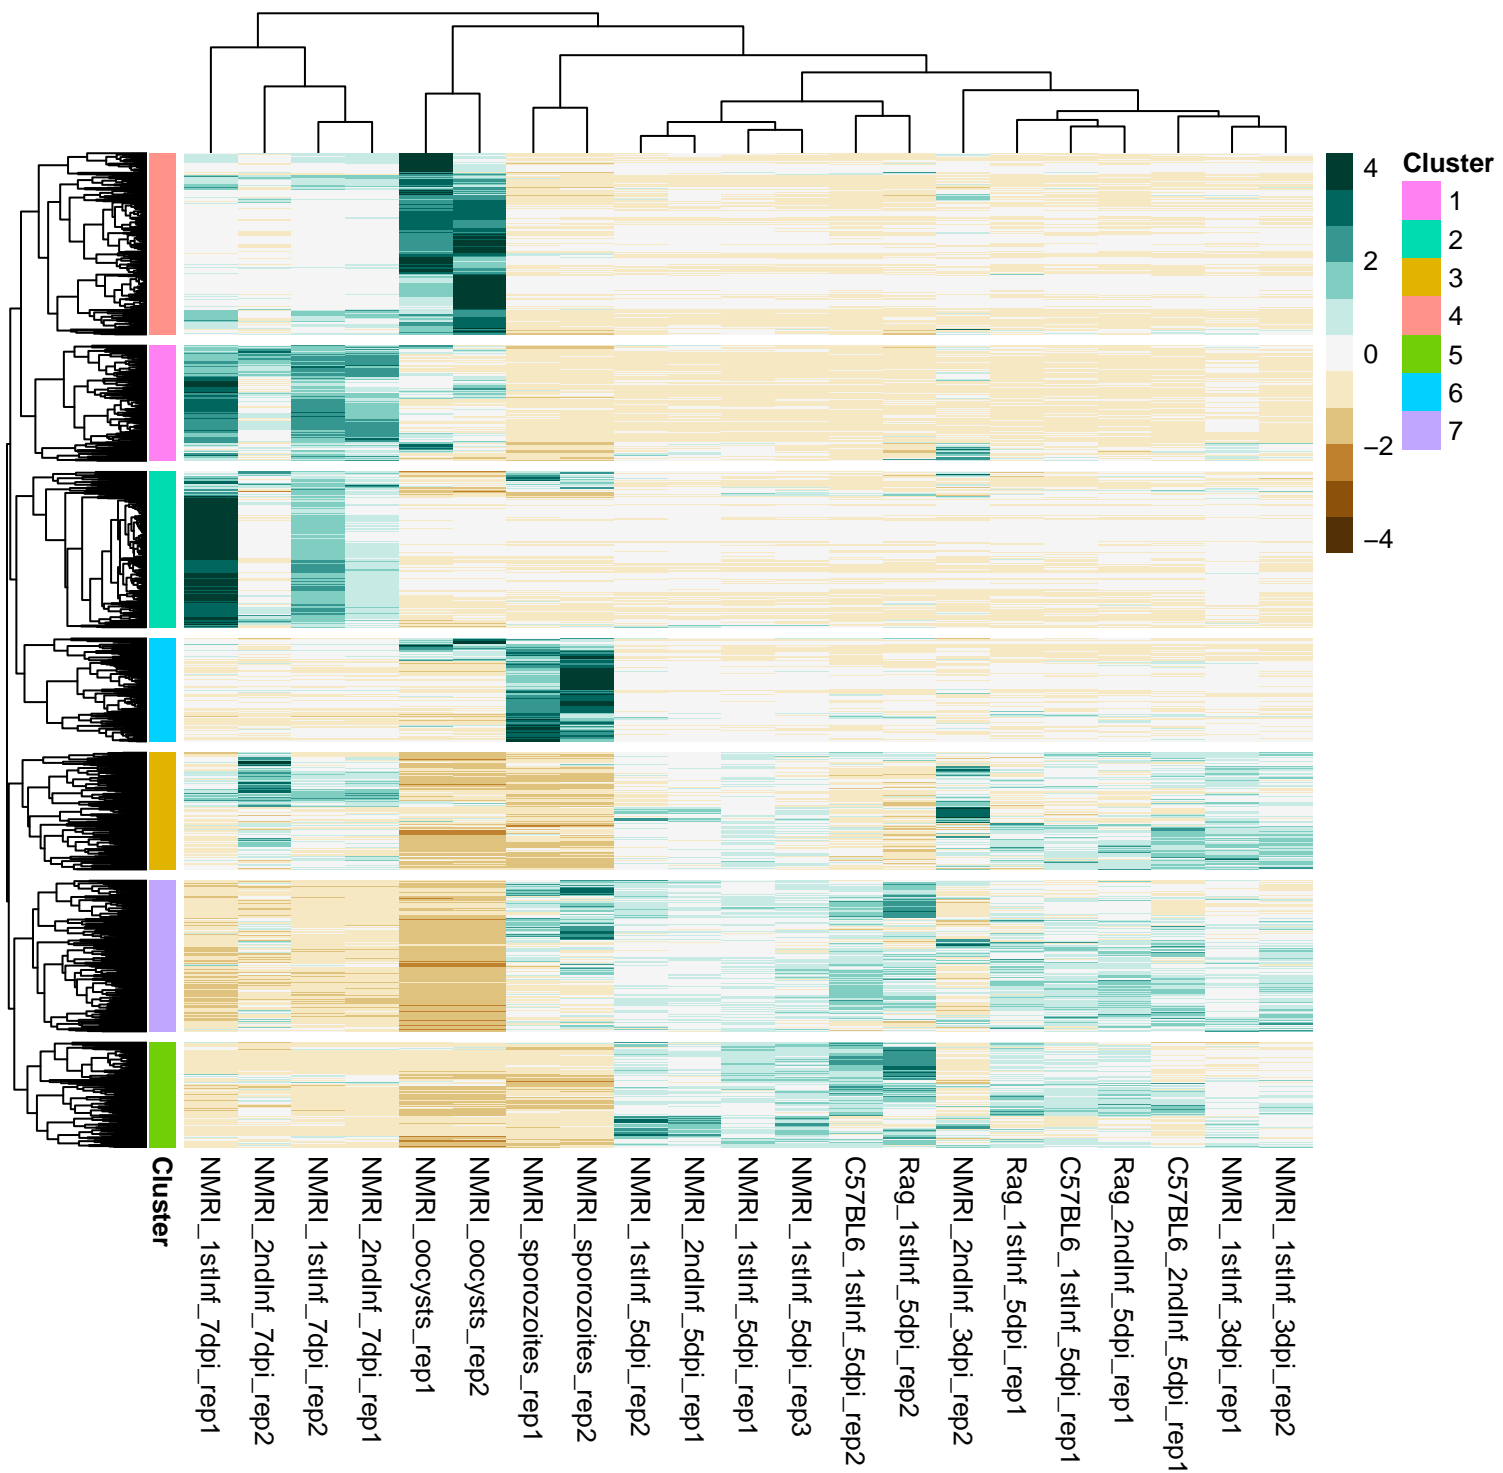 4
2
0
−2
−4
Cluster
1
2
3
4
5
6
7
Cluster
NMRI_1stInf_7dpi_rep1
NMRI_2ndInf_7dpi_rep2
NMRI_1stInf_7dpi_rep2
NMRI_2ndInf_7dpi_rep1
NMRI_oocysts_rep1
NMRI_oocysts_rep2
NMRI_sporozoites_rep1
NMRI_sporozoites_rep2
NMRI_1stInf_5dpi_rep2
NMRI_2ndInf_5dpi_rep1
NMRI_1stInf_5dpi_rep1
NMRI_1stInf_5dpi_rep3
C57BL6_1stInf_5dpi_rep2
Rag_1stInf_5dpi_rep2
NMRI_2ndInf_3dpi_rep2
Rag_1stInf_5dpi_rep1
C57BL6_1stInf_5dpi_rep1
Rag_2ndInf_5dpi_rep1
C57BL6_2ndInf_5dpi_rep1
NMRI_1stInf_3dpi_rep1
NMRI_1stInf_3dpi_rep2